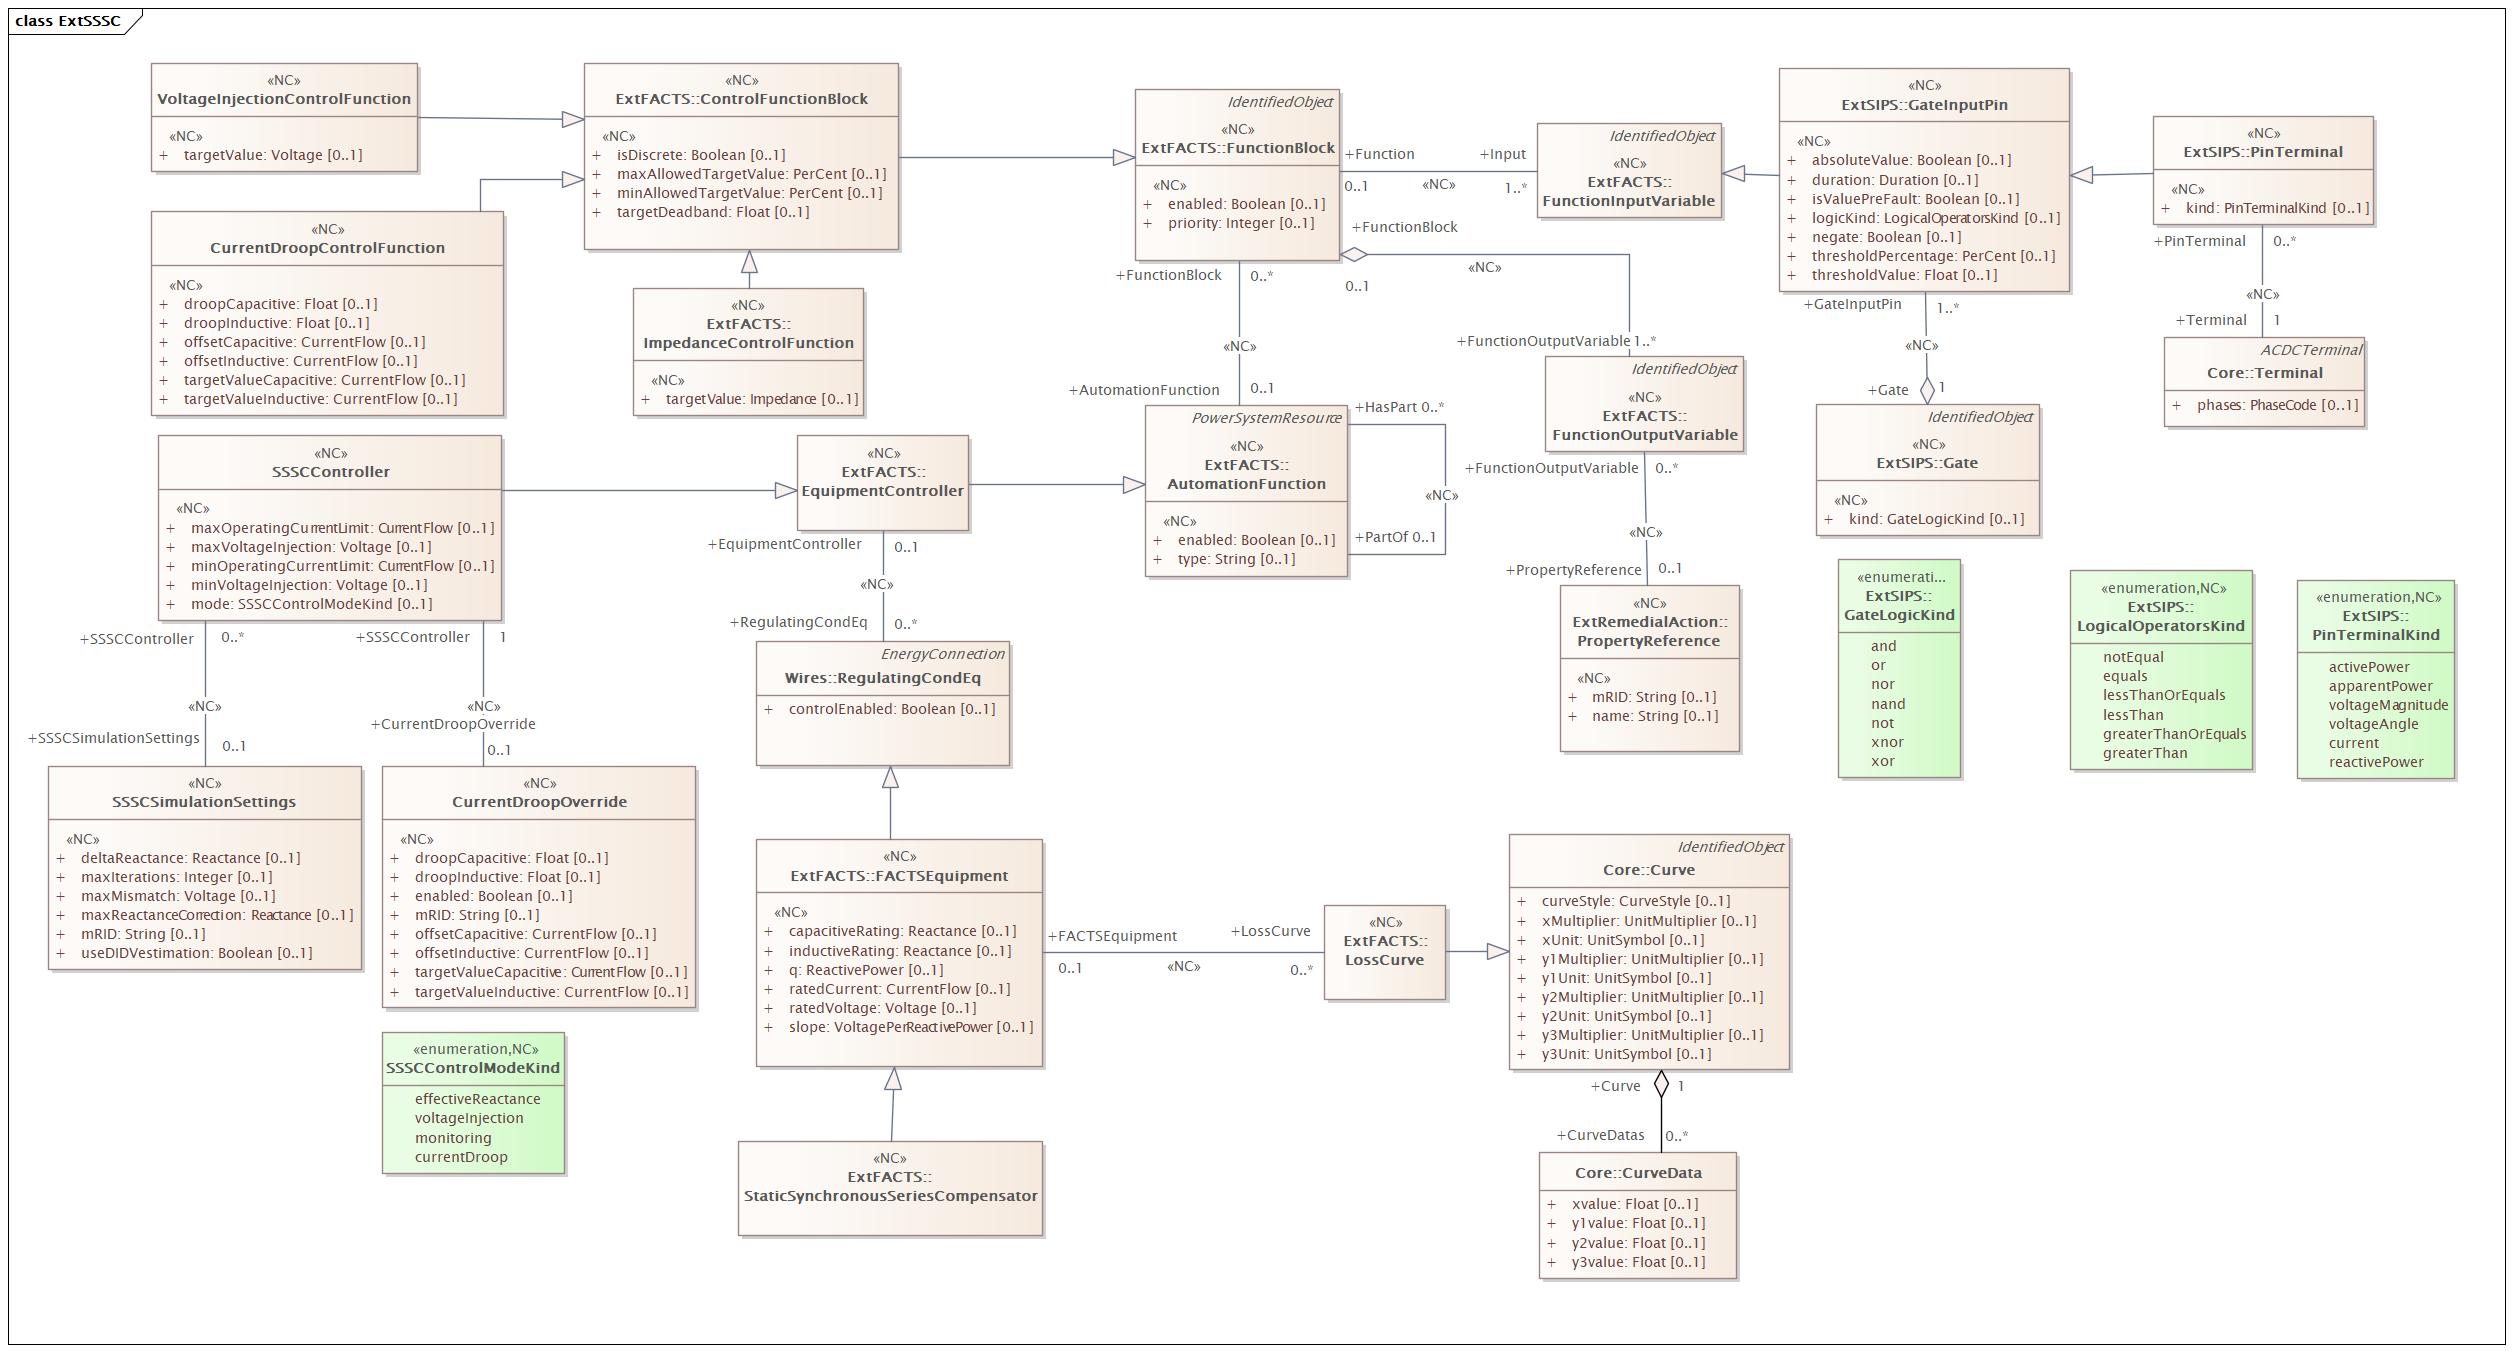 class ExtSSSC
«NC»
VoltageInjectionControlFunction
«NC»
+ targetValue: Voltage [0..1]
«NC»
ExtFACTS::ControlFunctionBlock
«NC»
+ isDiscrete: Boolean [0..1]
+ maxAllowedTargetValue: PerCent [0..1]
+ minAllowedTargetValue: PerCent [0..1]
+ targetDeadband: Float [0..1]
IdentifiedObject
«NC»
ExtFACTS::FunctionBlock
«NC»
+ enabled: Boolean [0..1]
+ priority: Integer [0..1]
+Function
+Input
0..1
«NC»
1..*
IdentifiedObject
«NC»
ExtFACTS::
FunctionInputVariable
«NC»
ExtSIPS::GateInputPin
«NC»
+ absoluteValue: Boolean [0..1]
+ duration: Duration [0..1]
+ isValuePreFault: Boolean [0..1]
+ logicKind: LogicalOperatorsKind [0..1]
+ negate: Boolean [0..1]
+ thresholdPercentage: PerCent [0..1]
+ thresholdValue: Float [0..1]
«NC»
ExtSIPS::PinTerminal
«NC»
+ kind: PinTerminalKind [0..1]
+PinTerminal
0..*
«NC»
+Terminal
1
ACDCTerminal
Core::Terminal
+ phases: PhaseCode [0..1]
«NC»
CurrentDroopControlFunction
«NC»
+ droopCapacitive: Float [0..1]
+ droopInductive: Float [0..1]
+ offsetCapacitive: CurrentFlow [0..1]
+ offsetInductive: CurrentFlow [0..1]
+ targetValueCapacitive: CurrentFlow [0..1]
+ targetValueInductive: CurrentFlow [0..1]
«NC»
ExtFACTS::
ImpedanceControlFunction
«NC»
+ targetValue: Impedance [0..1]
+FunctionBlock
0..1
«NC»
+FunctionOutputVariable
1..*
+FunctionBlock
0..*
«NC»
+AutomationFunction
0..1
IdentifiedObject
«NC»
ExtFACTS::
FunctionOutputVariable
+GateInputPin
1..*
«NC»
+Gate
1
IdentifiedObject
«NC»
ExtSIPS::Gate
«NC»
+ kind: GateLogicKind [0..1]
«NC»
SSSCController
«NC»
+ maxOperatingCurrentLimit: CurrentFlow [0..1]
+ maxVoltageInjection: Voltage [0..1]
+ minOperatingCurrentLimit: CurrentFlow [0..1]
+ minVoltageInjection: Voltage [0..1]
+ mode: SSSCControlModeKind [0..1]
«NC»
ExtFACTS::
EquipmentController
PowerSystemResource
«NC»
ExtFACTS::
AutomationFunction
«NC»
+ enabled: Boolean [0..1]
+ type: String [0..1]
+HasPart 0..*
«NC»
+PartOf 0..1
+FunctionOutputVariable
0..*
«NC»
+PropertyReference
0..1
«NC»
ExtRemedialAction::
PropertyReference
«NC»
+ mRID: String [0..1]
+ name: String [0..1]
«enumerati...
ExtSIPS::
GateLogicKind
and
or
nor
nand
not
xnor
xor
«enumeration,NC»
ExtSIPS::
LogicalOperatorsKind
notEqual
equals
lessThanOrEquals
lessThan
greaterThanOrEquals
greaterThan
«enumeration,NC»
ExtSIPS::
PinTerminalKind
activePower
apparentPower
voltageMagnitude
voltageAngle
current
reactivePower
+SSSCController
0..*
«NC»
+SSSCSimulationSettings
0..1
+SSSCController
1
«NC»
+CurrentDroopOverride
0..1
+EquipmentController
0..1
«NC»
+RegulatingCondEq
0..*
EnergyConnection
Wires::RegulatingCondEq
+ controlEnabled: Boolean [0..1]
«NC»
SSSCSimulationSettings
«NC»
+ deltaReactance: Reactance [0..1]
+ maxIterations: Integer [0..1]
+ maxMismatch: Voltage [0..1]
+ maxReactanceCorrection: Reactance [0..1]
+ mRID: String [0..1]
+ useDIDVestimation: Boolean [0..1]
«NC»
CurrentDroopOverride
«NC»
+ droopCapacitive: Float [0..1]
+ droopInductive: Float [0..1]
+ enabled: Boolean [0..1]
+ mRID: String [0..1]
+ offsetCapacitive: CurrentFlow [0..1]
+ offsetInductive: CurrentFlow [0..1]
+ targetValueCapacitive: CurrentFlow [0..1]
+ targetValueInductive: CurrentFlow [0..1]
«NC»
ExtFACTS::FACTSEquipment
«NC»
+ capacitiveRating: Reactance [0..1]
+ inductiveRating: Reactance [0..1]
+ q: ReactivePower [0..1]
+ ratedCurrent: CurrentFlow [0..1]
+ ratedVoltage: Voltage [0..1]
+ slope: VoltagePerReactivePower [0..1]
+FACTSEquipment
+LossCurve
0..1
«NC»
0..*
«NC»
ExtFACTS::
LossCurve
IdentifiedObject
Core::Curve
+ curveStyle: CurveStyle [0..1]
+ xMultiplier: UnitMultiplier [0..1]
+ xUnit: UnitSymbol [0..1]
+ y1Multiplier: UnitMultiplier [0..1]
+ y1Unit: UnitSymbol [0..1]
+ y2Multiplier: UnitMultiplier [0..1]
+ y2Unit: UnitSymbol [0..1]
+ y3Multiplier: UnitMultiplier [0..1]
+ y3Unit: UnitSymbol [0..1]
«enumeration,NC»
SSSCControlModeKind
effectiveReactance
voltageInjection
monitoring
currentDroop
+Curve
1
+CurveDatas
0..*
«NC»
ExtFACTS::
StaticSynchronousSeriesCompensator
Core::CurveData
+ xvalue: Float [0..1]
+ y1value: Float [0..1]
+ y2value: Float [0..1]
+ y3value: Float [0..1]